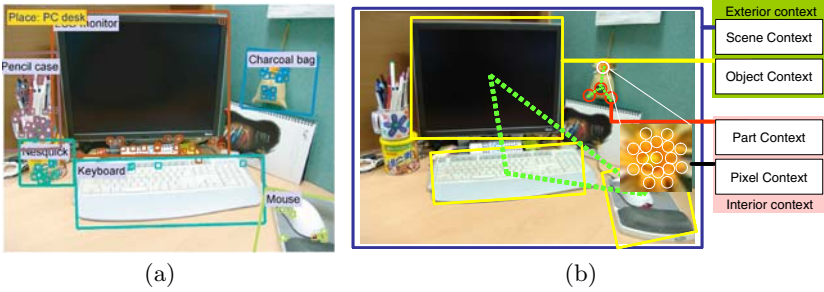 Place: PC desk
LCD monitor
Pencil case
Charcoal bag
Nesquick
Keyboard
Mouse
(a)
Exterior context
Scene Context
Object Context
Part Context
Pixel Context
Interior context
(b)